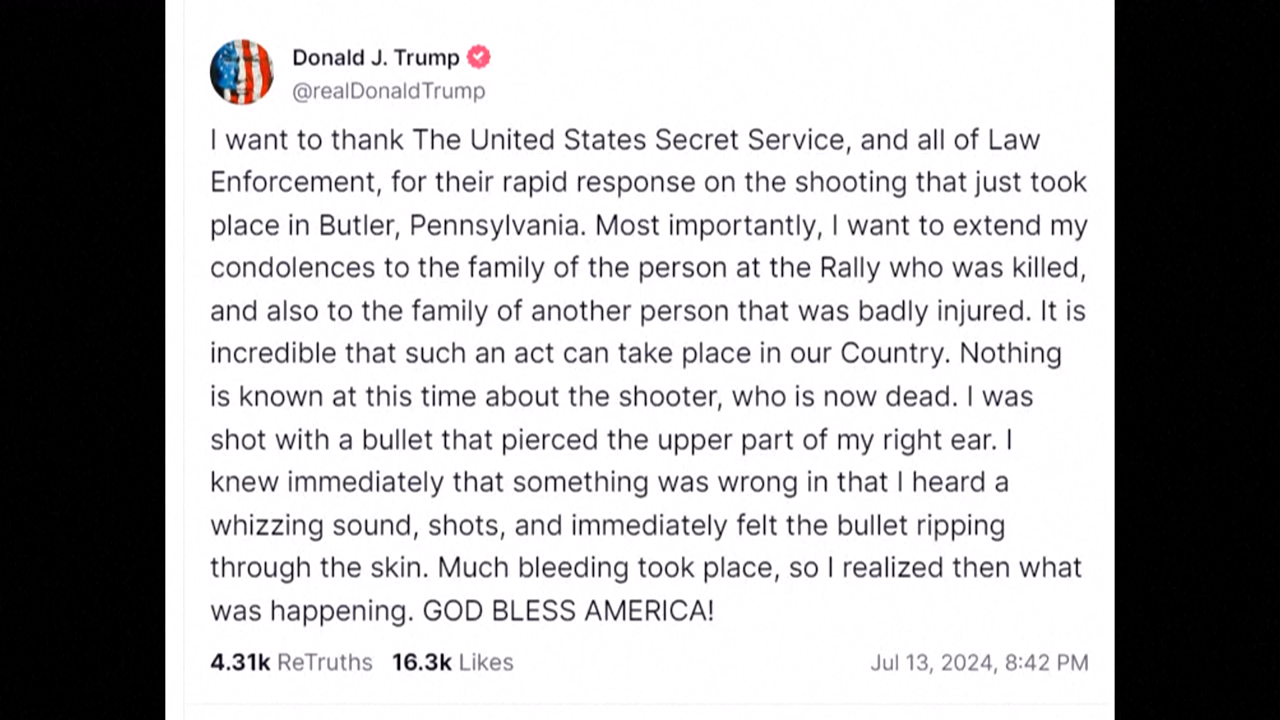 Donald J. Trump
@realDonaldTrump
I want to thank The United States Secret Service, and all of Law
Enforcement, for their rapid response on the shooting that just took
place in Butler, Pennsylvania. Most importantly, I want to extend my
condolences to the family of the person at the Rally who was killed,
and also to the family of another person that was badly injured. It is
incredible that such an act can take place in our Country. Nothing
is known at this time about the shooter, who is now dead. I was
shot with a bullet that pierced the upper part of my right ear. I
knew immediately that something was wrong in that I heard a
whizzing sound, shots, and immediately felt the bullet ripping
through the skin. Much bleeding took place, so I realized then what
was happening. GOD BLESS AMERICA!
4.31k ReTruths 16.3k Likes Jul 13, 2024, 8:42 PM